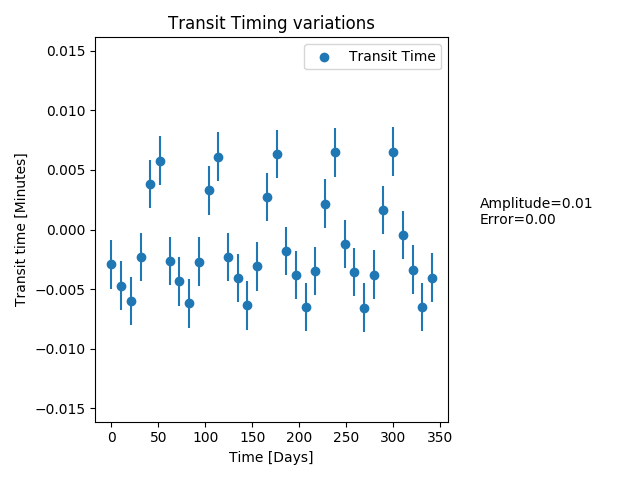 Transit Timing variations
Transit Time
0.015
0.010
0.005
0.000
−0.005
−0.010
−0.015
Transit time [Minutes]
Amplitude=0.01
Error=0.00
0 50 100 150 200 250 300 350
Time [Days]